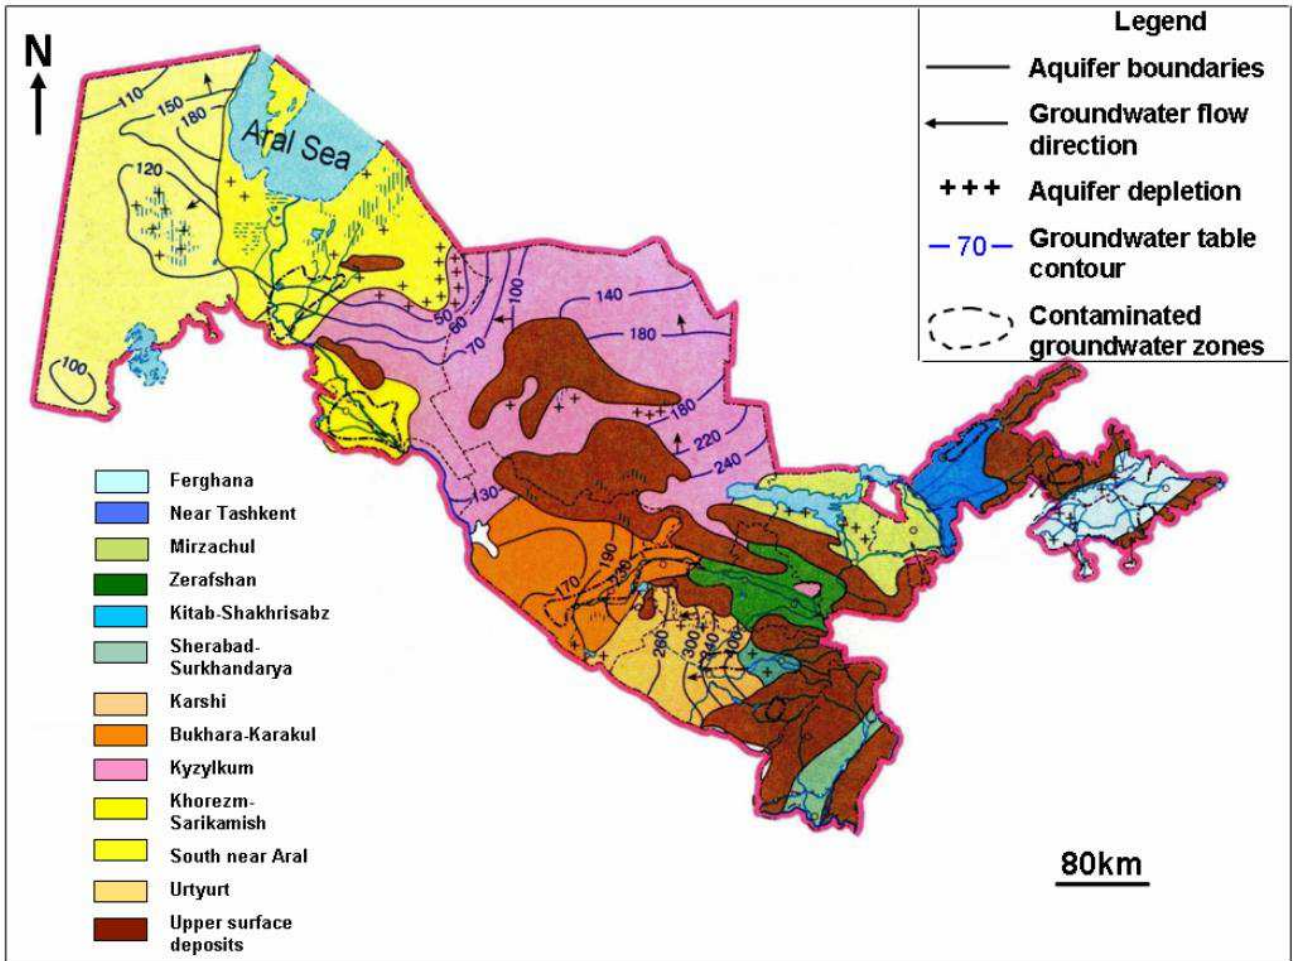 Legend
N
Aquifer boundaries
Groundwater flow
direction
+++ Aquifer depletion
70 Groundwater table
contour
Contaminated
groundwater zones
110
150
180
Aral Sea
120
100
50
60
70
100
140
180
180
220
240
130
190
170
230
260
300
400
Ferghana
Near Tashkent
Mirzachul
Zerafshan
Kitab-Shakhrisabz
Sherabad-
Surkhandarya
Karshi
Bukhara-Karakul
Kyzylkum
Khorezm-
Sarikamish
South near Aral
Urtyurt
Upper surface
deposits
80km